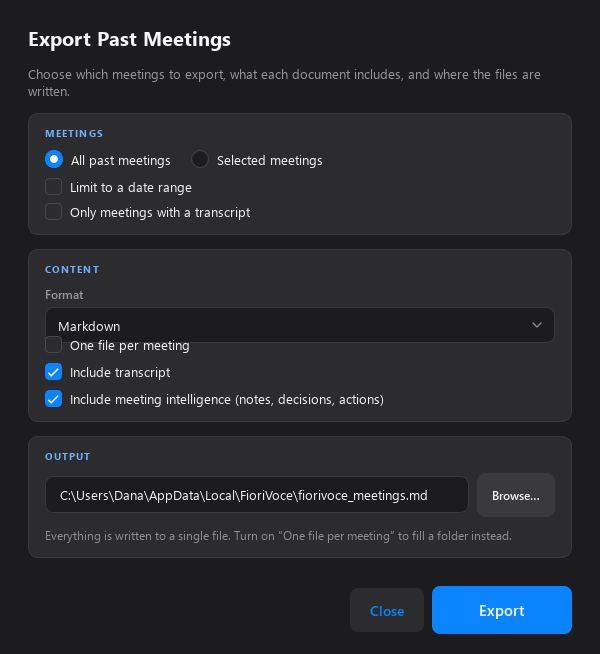 Export Past Meetings
Choose which meetings to export, what each document includes, and where the files are
written.
MEETINGS
All past meetings
Selected meetings
Limit to a date range
Only meetings with a transcript
CONTENT
Format
Markdown
One file per meeting
Include transcript
Include meeting intelligence (notes, decisions, actions)
OUTPUT
C:\Users\Dana\AppData\Local\FioriVoce\fiorivoce_meetings.md
Browse...
Everything is written to a single file. Turn on "One file per meeting" to fill a folder instead.
Close
Export